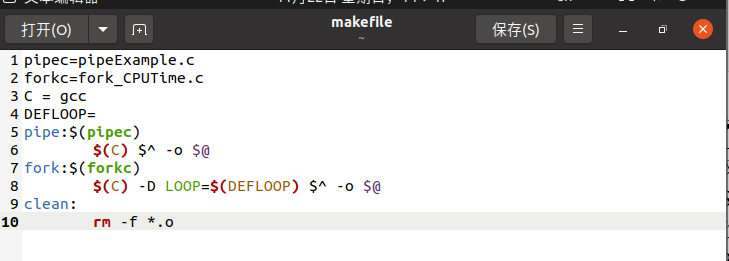 打开(O)
makefile
~
保存(S)
1 pipec=pipeExample.c
2 forkc=fork_CPUTime.c
3 C = gcc
4 DEFLOOP=
5 pipe:$(pipec)
6 $(C) $^ -o $@
7 fork:$(forkc)
8 $(C) -D LOOP=$(DEFLOOP) $^ -o $@
9 clean:
10 rm -f *.o